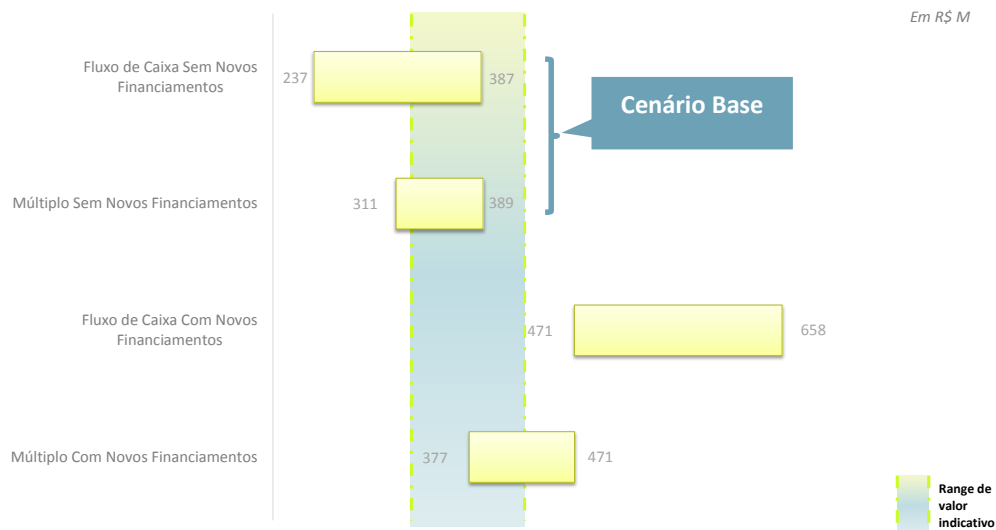 Em R$ M
Fluxo de Caixa Sem Novos
Financiamentos
237
387
Cenário Base
Múltiplo Sem Novos Financiamentos
311
389
Fluxo de Caixa Com Novos
Financiamentos
471
658
Múltiplo Com Novos Financiamentos
377
471
Range de
valor
indicativo